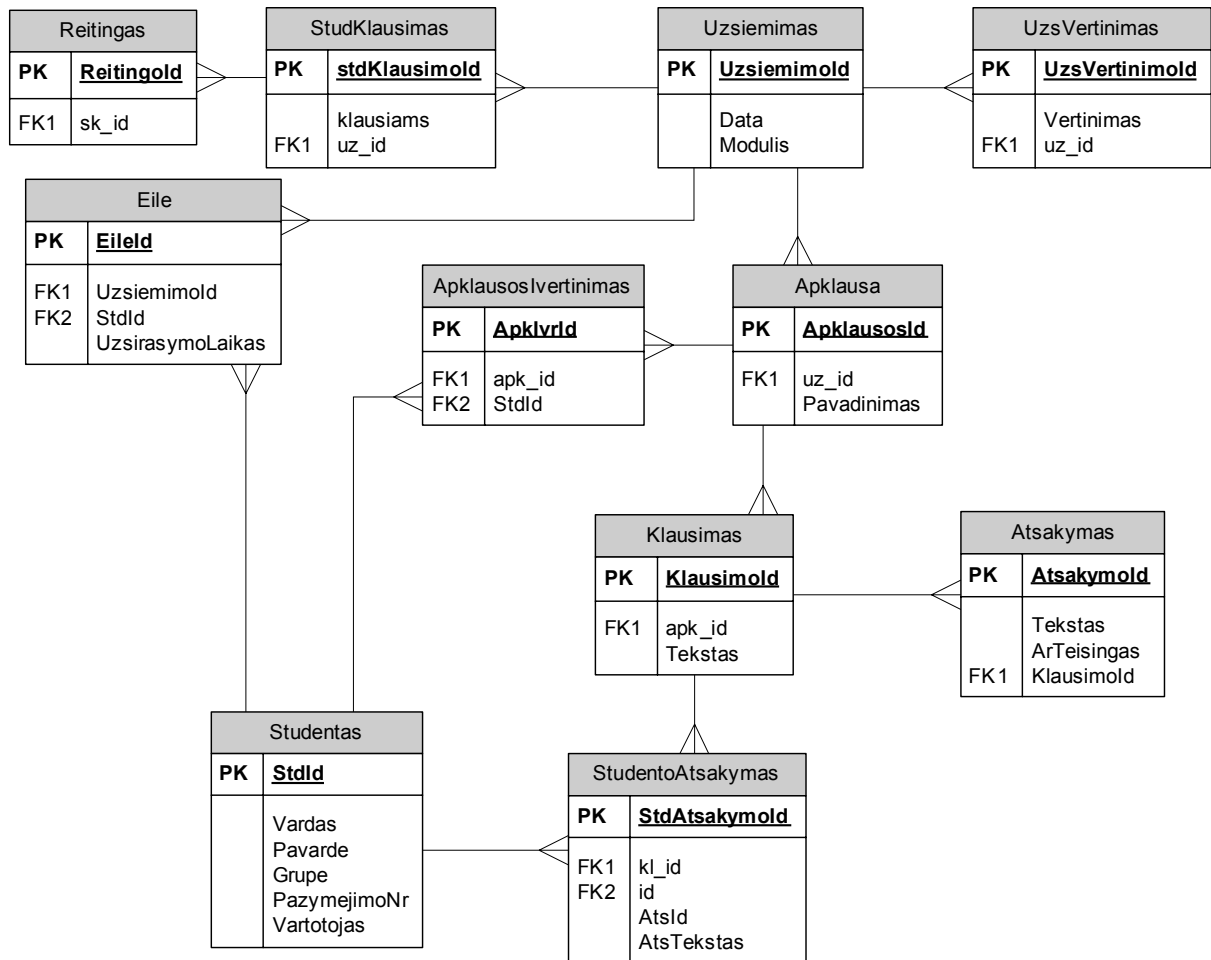 Reitingas
PK ReitingoId
FK1 sk_id
StudKlausimas
PK stdKlausimoId
klausiams
FK1 uz_id
Uzsiemimas
PK UzsiemimoId
Data
Modulis
UzsVertinimas
PK UzsVertinimoId
Vertinimas
FK1 uz_id
Eile
PK EileId
FK1 UzsiemimoId
FK2 StdId
UzsirasymoLaikas
ApklausosIvertinimas
PK ApkIvrId
FK1 apk_id
FK2 StdId
Apklausa
PK ApklausosId
FK1 uz_id
Pavadinimas
Klausimas
PK KlausimoId
FK1 apk_id
Tekstas
Atsakymas
PK AtsakymoId
Tekstas
ArTeisingas
FK1 KlausimoId
Studentas
PK StdId
Vardas
Pavarde
Grupe
PazymejimoNr
Vartotojas
StudentoAtsakymas
PK StdAtsakymoId
FK1 kl_id
FK2 id
AtsId
AtsTekstas